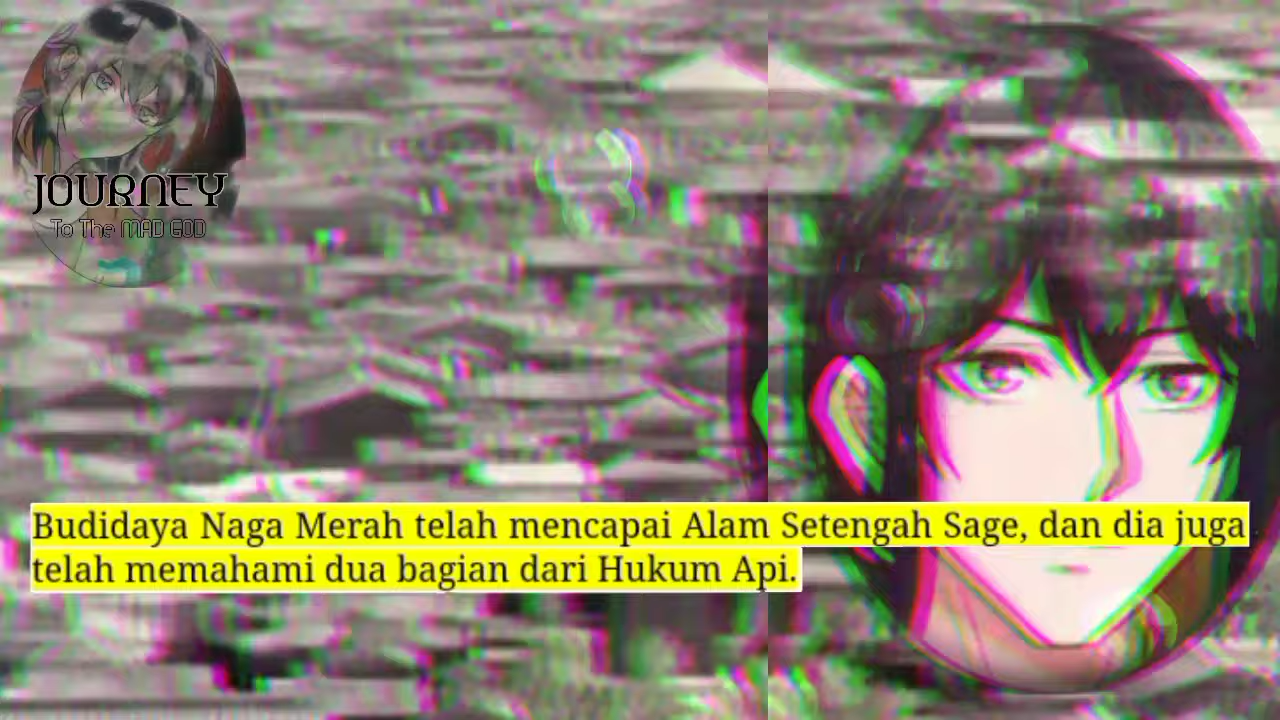 JOURNEY
To The MAD GOD
Budidaya Naga Merah telah mencapai Alam Setengah Sage, dan dia juga
telah memahami dua bagian dari Hukum Api.